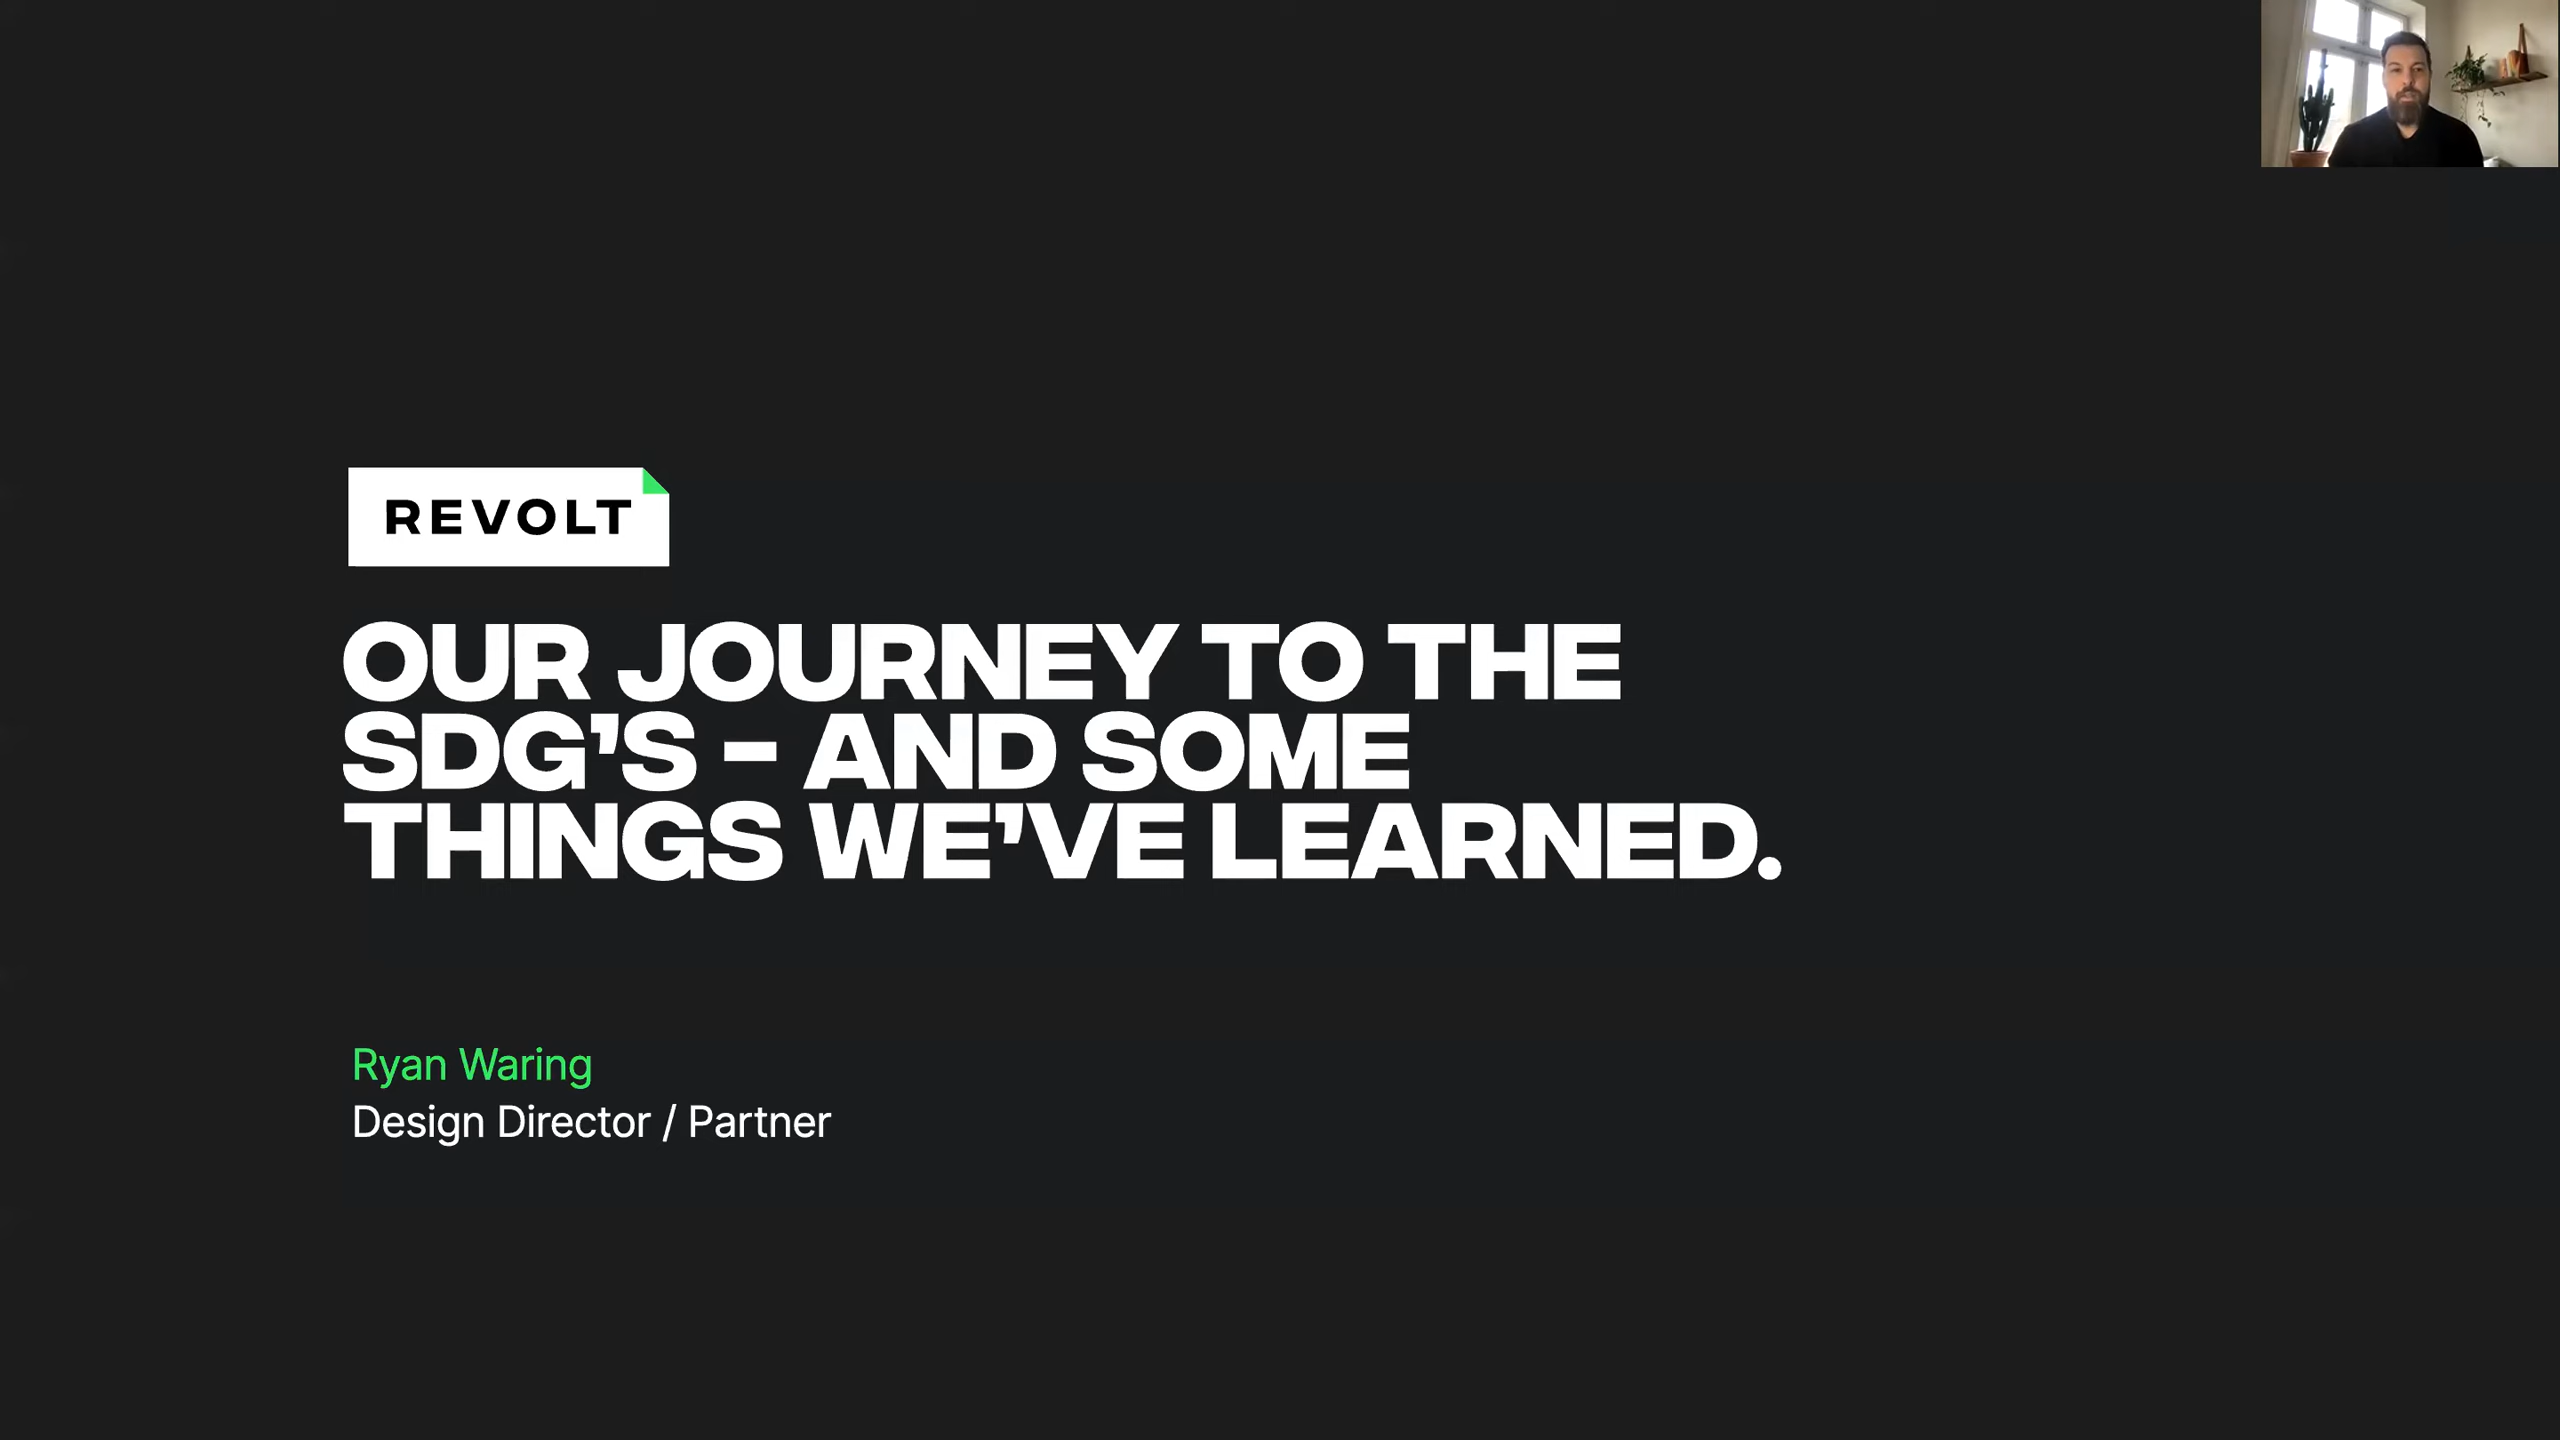 REVOLT
OUR JOURNEY TO THE
SDG’S – AND SOME
THINGS WE’VE LEARNED.
Ryan Waring
Design Director / Partner